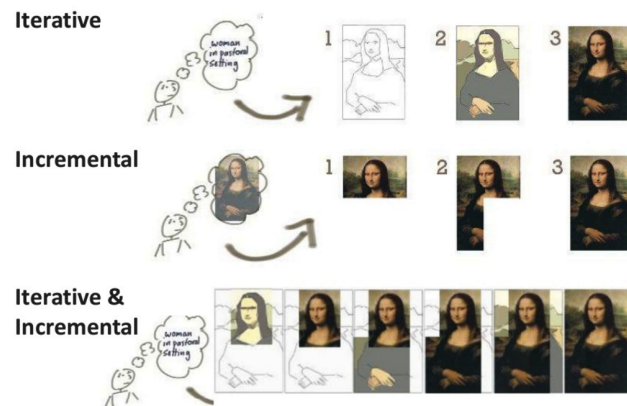 Iterative
woman
in pastoral
setting
1
2
3
Incremental
1
2
3
Iterative &
Incremental
woman
in pastoral
setting